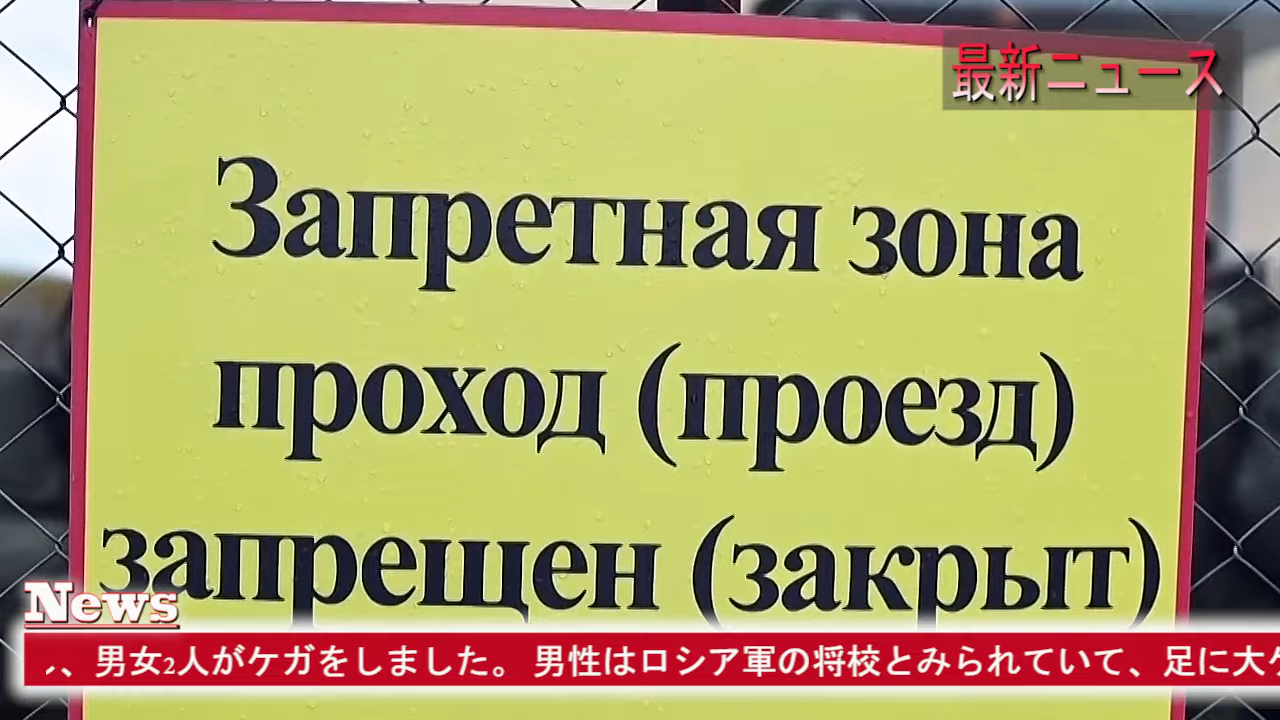 最新ニュース
Запретная зона
проход (проезд)
запрещен (закрыт)
News
、男女2人がケガをしました。 男性はロシア軍の将校とみられていて、足に大